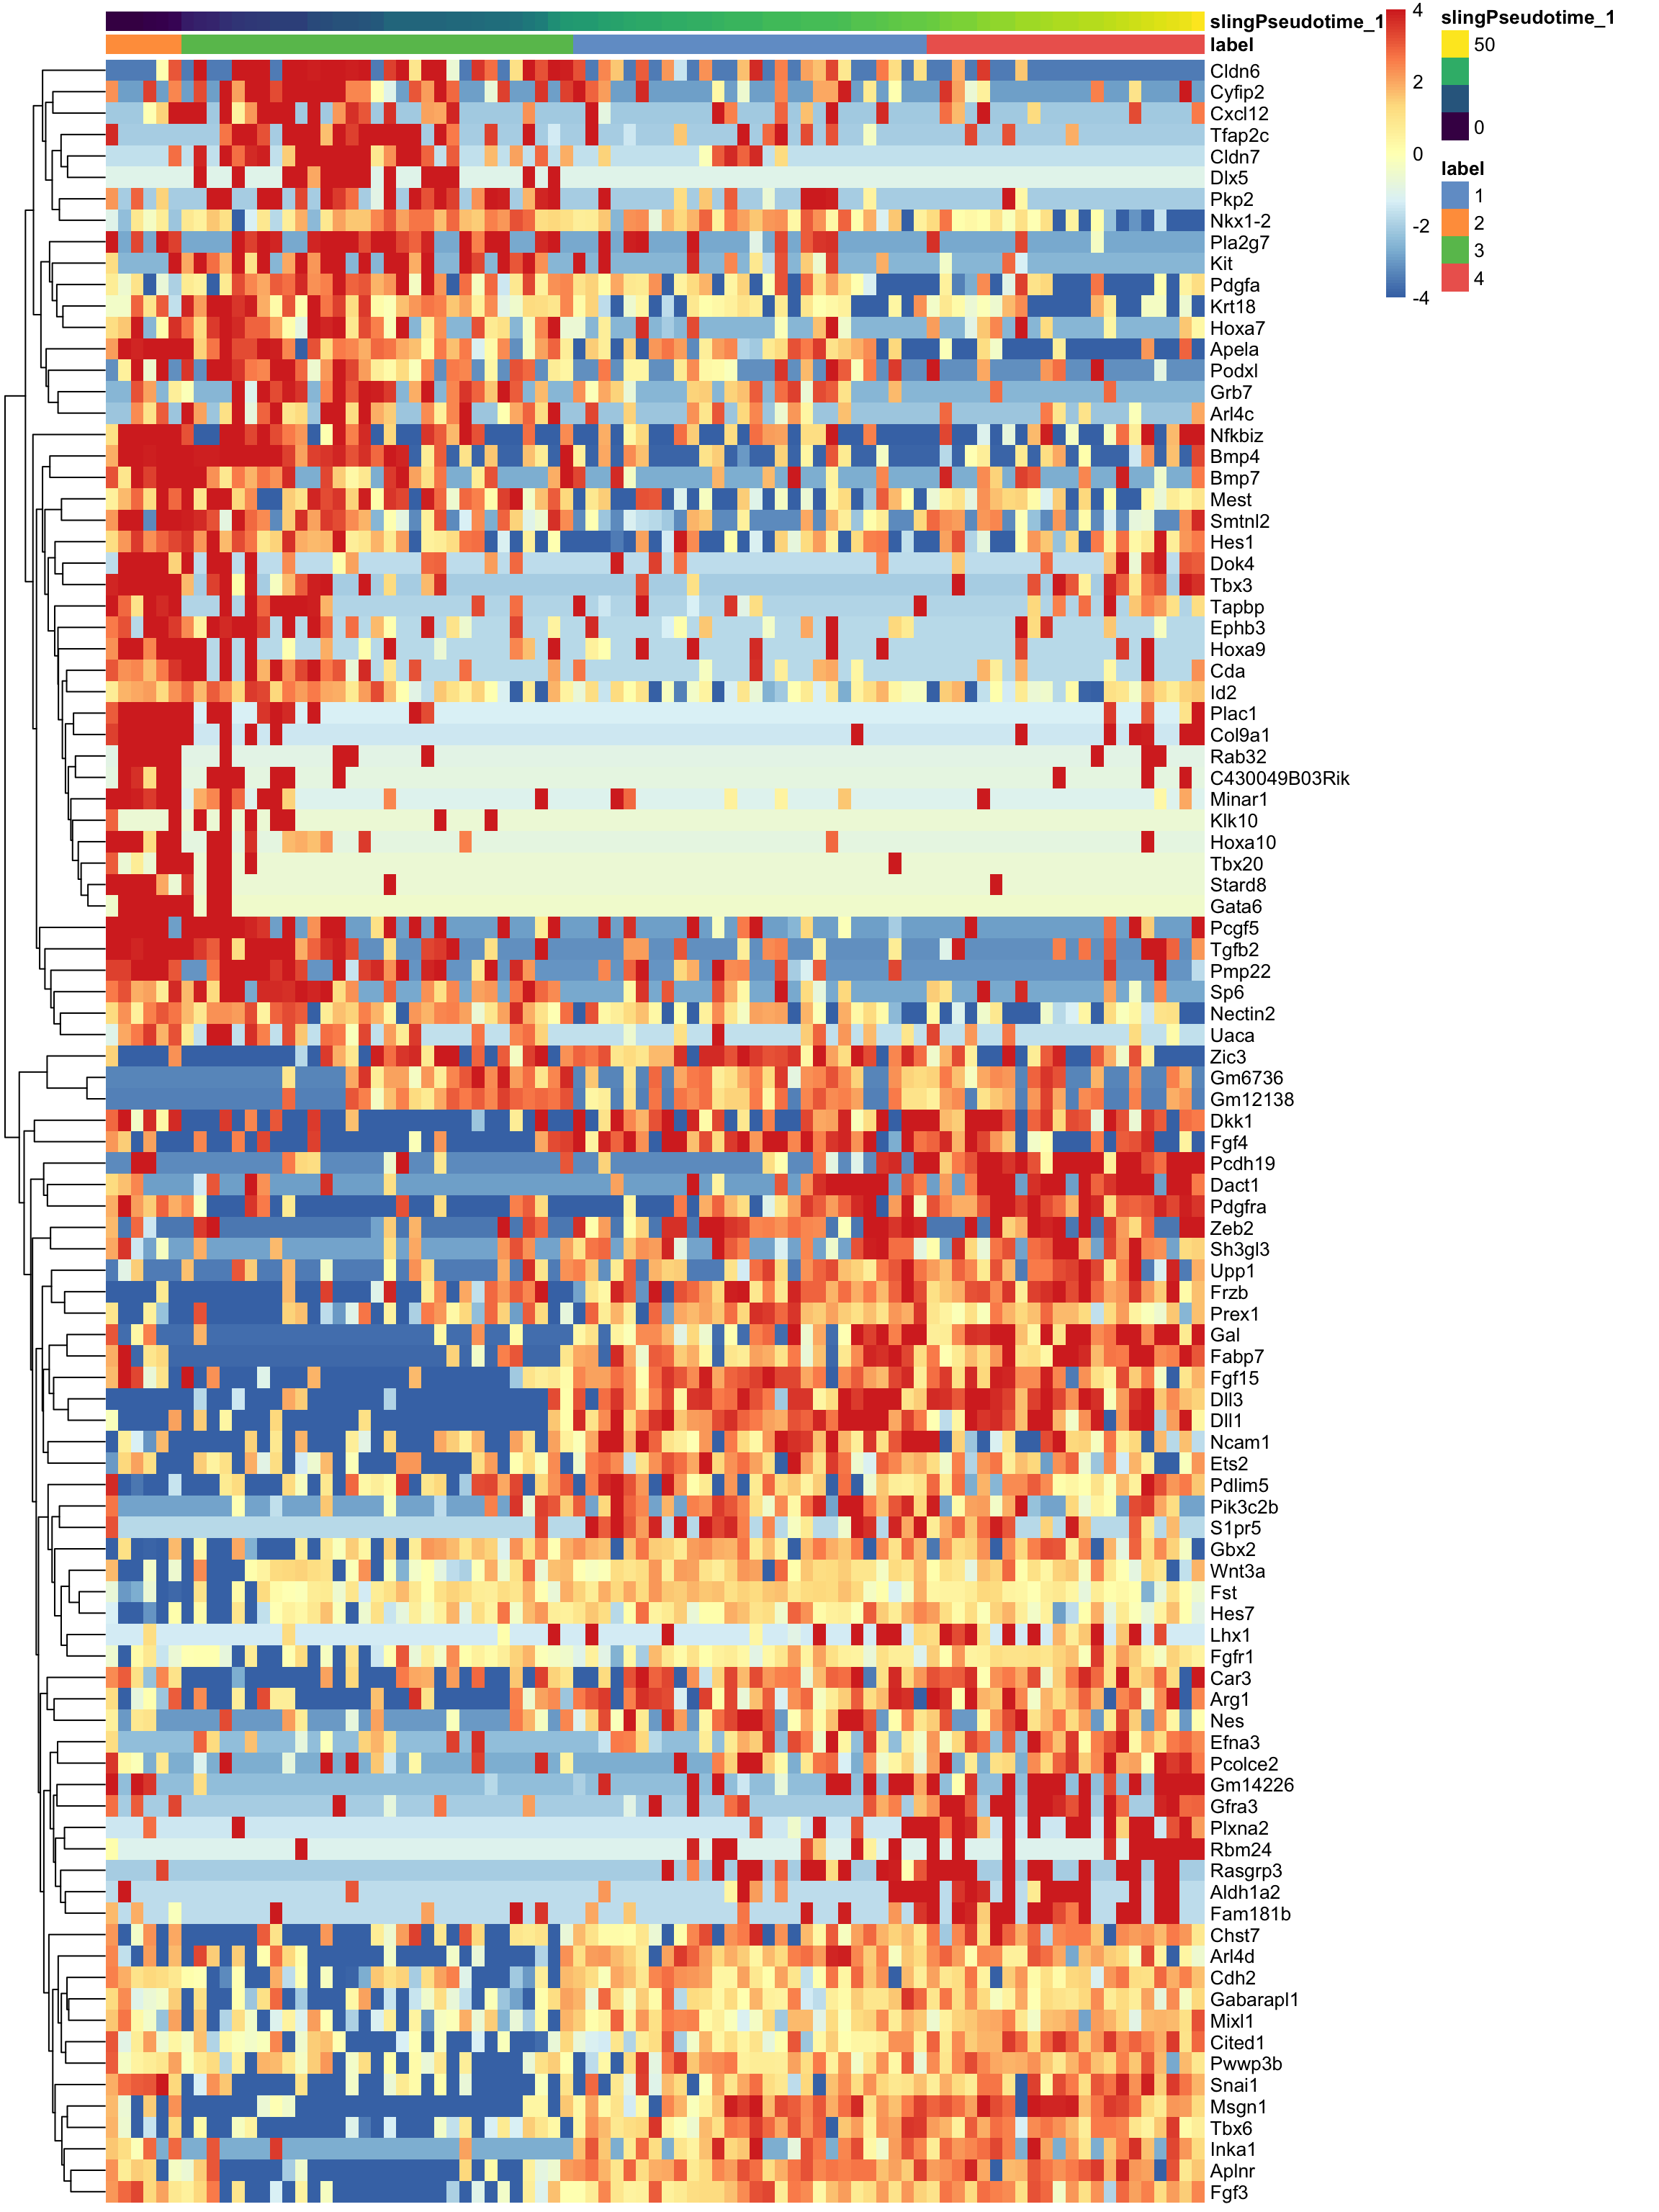 slingPseudotime_1
label
Cldn6
Cyfip2
Cxcl12
Tfap2c
Cldn7
Dlx5
Pkp2
Nkx1-2
Pla2g7
Kit
Pdgfa
Krt18
Hoxa7
Apela
Podxl
Grb7
Arl4c
Nfkbiz
Bmp4
Bmp7
Mest
Smtnl2
Hes1
Dok4
Tbx3
Tapbp
Ephb3
Hoxa9
Cda
Id2
Plac1
Col9a1
Rab32
C430049B03Rik
Minar1
Klk10
Hoxa10
Tbx20
Stard8
Gata6
Pcgf5
Tgfb2
Pmp22
Sp6
Nectin2
Uaca
Zic3
Gm6736
Gm12138
Dkk1
Fgf4
Pcdh19
Dact1
Pdgfra
Zeb2
Sh3gl3
Upp1
Frzb
Prex1
Gal
Fabp7
Fgf15
Dll3
Dll1
Ncam1
Ets2
Pdlim5
Pik3c2b
S1pr5
Gbx2
Wnt3a
Fst
Hes7
Lhx1
Fgfr1
Car3
Arg1
Nes
Efna3
Pcolce2
Gm14226
Gfra3
Plxna2
Rbm24
Rasgrp3
Aldh1a2
Fam181b
Chst7
Arl4d
Cdh2
Gabarapl1
Mixl1
Cited1
Pwwp3b
Snai1
Msgn1
Tbx6
Inka1
Aplnr
Fgf3
4
2
0
-2
-4
slingPseudotime_1
50
0
label
1
2
3
4